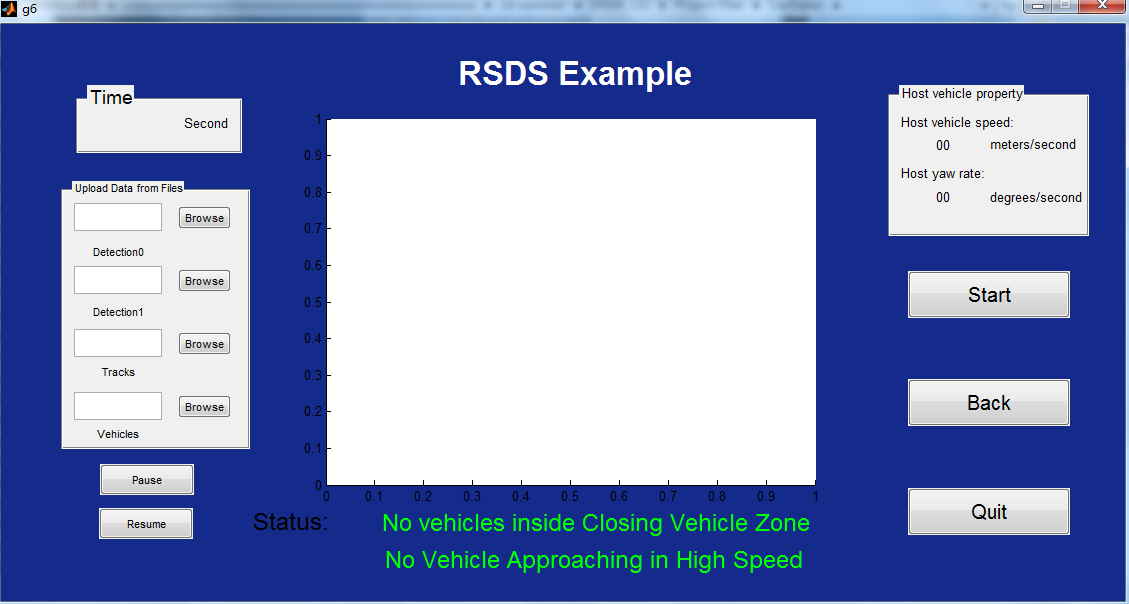 g6
RSDS Example
Time
Second
Upload Data from Files
Browse
Detection0
Browse
Detection1
Browse
Tracks
Browse
Vehicles
Pause
Resume
1
0.9
0.8
0.7
0.6
0.5
0.4
0.3
0.2
0.1
0
0 0.1 0.2 0.3 0.4 0.5 0.6 0.7 0.8 0.9 1
Status: No vehicles inside Closing Vehicle Zone
No Vehicle Approaching in High Speed
Host vehicle property
Host vehicle speed:
00 meters/second
Host yaw rate:
00 degrees/second
Start
Back
Quit